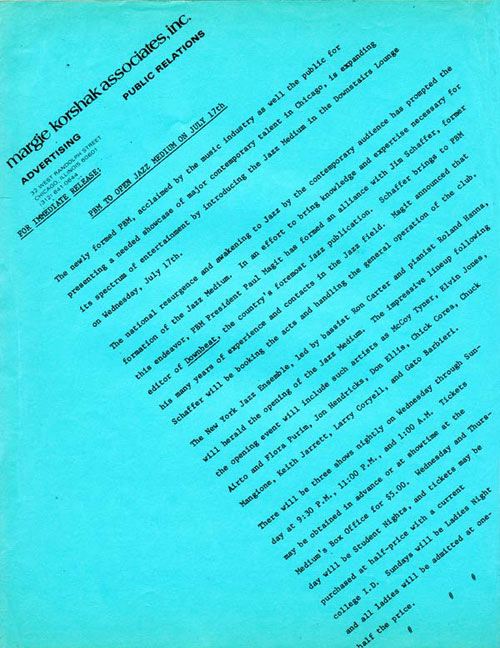 margie korshak associates, inc.
ADVERTISING PUBLIC RELATIONS
32 WEST RANDOLPH STREET
CHICAGO, ILLINOIS 60601
(312) 641-0644
FOR IMMEDIATE RELEASE:
PBM TO OPEN JAZZ MEDIUM ON JULY 17th
The newly formed PBM, acclaimed by the music industry as well the public for
presenting a needed showcase of major contemporary talent in Chicago, is expanding
its spectrum of entertainment by introducing the Jazz Medium in the Downstairs Lounge
on Wednesday, July 17th.
The national resurgence and awakening to Jazz by the contemporary audience has prompted the
formation of the Jazz Medium. In an effort to bring knowledge and expertise necessary for
this endeavor, PBM President Paul Magit has formed an alliance with Jim Schaffer, former
editor of Downbeat, the country's foremost Jazz publication. Schaffer brings to PBM
his many years of experience and contacts in the Jazz field. Magit announced that
Schaffer will be booking the acts and handling the general operation of the club.
The New York Jazz Ensemble, led by bassist Ron Carter and pianist Roland Hanna,
will herald the opening of the Jazz Medium. The impressive lineup following
the opening event will include such artists as McCoy Tyner, Elvin Jones,
Airto and Flora Purim, Jon Hendricks, Don Ellis, Chick Corea, Chuck
Mangione, Keith Jarrett, Larry Coryell, and Gato Barbieri.
There will be three shows nightly on Wednesday through Sun-
day at 9:30 P.M., 11:00 P.M., and 1:00 A.M. Tickets
may be obtained in advance or at showtime at the
Medium's Box Office for $5.00. Wednesday and Thurs-
day will be Student Nights, and tickets may be
purchased at half-price with a current
college I.D. Sundays will be Ladies Night
and all ladies will be admitted at one-
half the price.
# # #